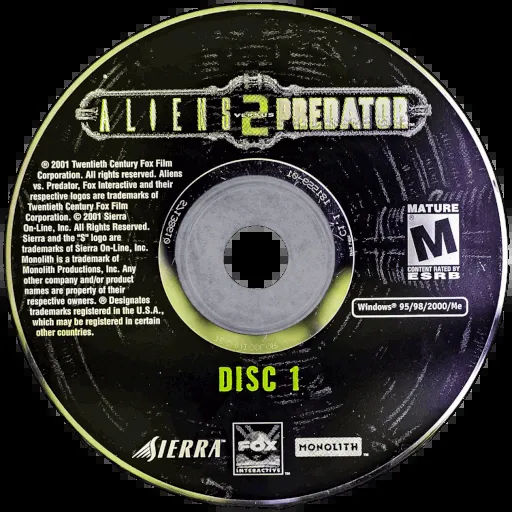 ALIENS 2 PREDATOR
℗ 2001 Twentieth Century Fox Film
Corporation. All rights reserved. Aliens
vs. Predator, Fox Interactive and their
respective logos are trademarks of
Twentieth Century Fox Film
Corporation. © 2001 Sierra
On-Line, Inc. All Rights Reserved.
Sierra and the "S" logo are
trademarks of Sierra On-Line, Inc.
Monolith is a trademark of
Monolith Productions, Inc. Any
other company and/or product
names are property of their
respective owners. ® Designates
trademarks registered in the U.S.A.,
which may be registered in certain
other countries.
MATURE
M
CONTENT RATED BY
ESRB
Windows® 95/98/2000/Me
DISC 1
SIERRA™
FOX
INTERACTIVE™
MONOLITH™